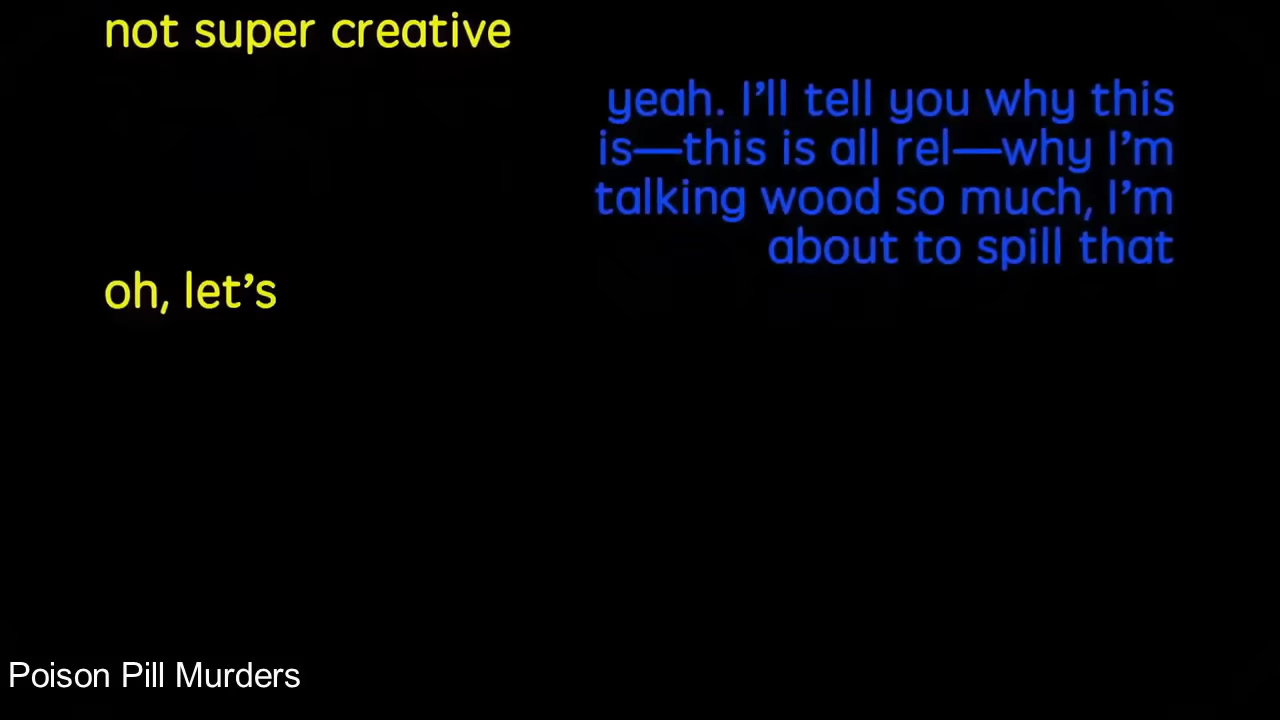 not super creative
yeah. I’ll tell you why this
is—this is all rel—why I’m
talking wood so much, I’m
about to spill that
oh, let’s
Poison Pill Murders